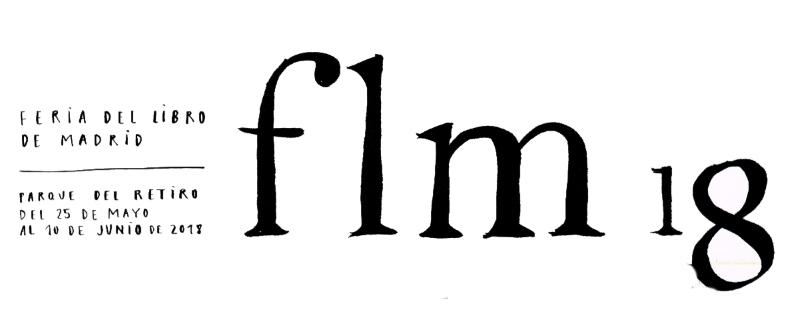 FERIA DEL LIBRO
DE MADRID
PARQUE DEL RETIRO
DEL 25 DE MAYO
AL 10 DE JUNIO DE 2018
flm 18